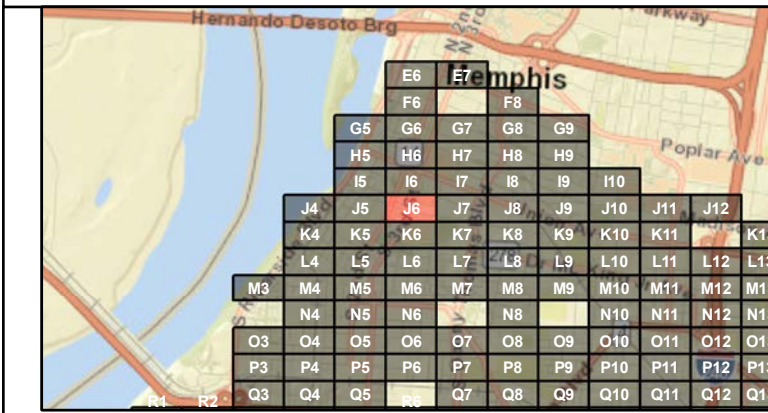 Hernando Desoto Brg
N 2nd
N 3rd
Parkway
E6 E7 Memphis
F6 F8
G5 G6 G7 G8 G9
Poplar Ave
H5 H6 H7 H8 H9
I5 I6 I7 I8 I9 I10
J4 J5 J6 J7 J8 J9 J10 J11 J12
K4 K5 K6 K7 K8 K9 K10 K11
L4 L5 L6 L7 L8 L9 L10 L11 L12
M3 M4 M5 M6 M7 M8 M9 M10 M11 M12
N4 N5 N6 N8 N10 N11 N12
O3 O4 O5 O6 O7 O8 O9 O10 O11 O12
P3 P4 P5 P6 P7 P8 P9 P10 P11 P12
Q3 Q4 Q5 Q7 Q8 Q9 Q10 Q11 Q12
R1 R2 R6